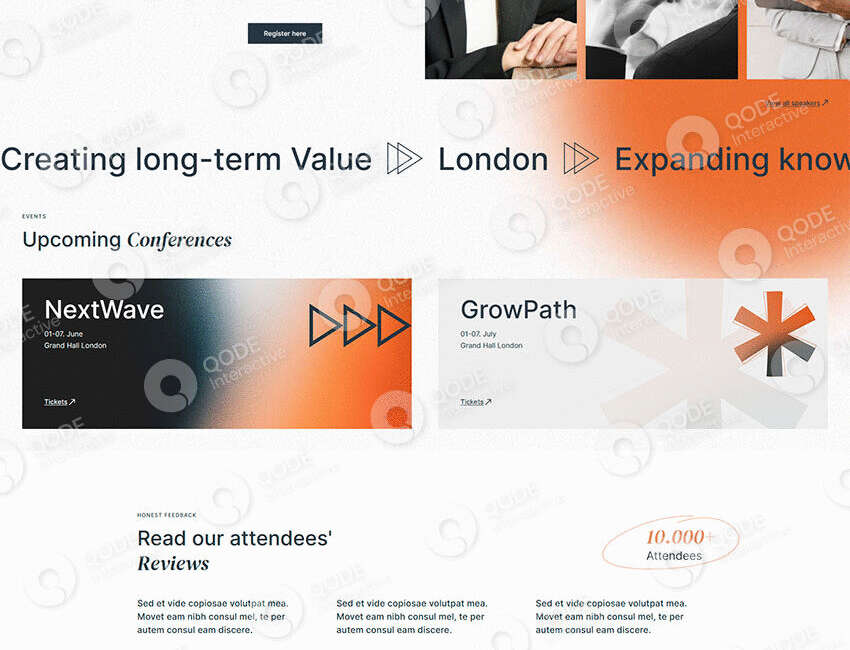 Register here
View all speakers
Creating long-term Value London Expanding know
EVENTS
Upcoming Conferences
NextWave
01-07. June
Grand Hall London
Tickets
GrowPath
01-07. July
Grand Hall London
Tickets
HONEST FEEDBACK
Read our attendees'
Reviews
10.000+
Attendees
Sed et vide copiosae volutpat mea.
Movet eam nibh consul mel, te per
autem consul eam discere.
Sed et vide copiosae volutpat mea.
Movet eam nibh consul mel, te per
autem consul eam discere.
Sed et vide copiosae volutpat mea.
Movet eam nibh consul mel, te per
autem consul eam discere.
QODE
Interactive